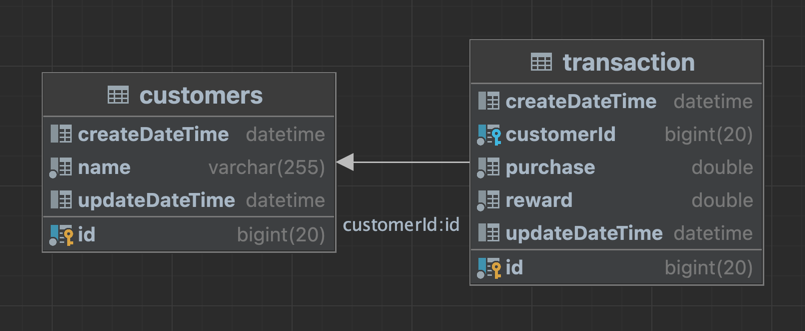 customers
createDateTime datetime
name varchar(255)
updateDateTime datetime
id bigint(20)
customerId:id
transaction
createDateTime datetime
customerId bigint(20)
purchase double
reward double
updateDateTime datetime
id bigint(20)